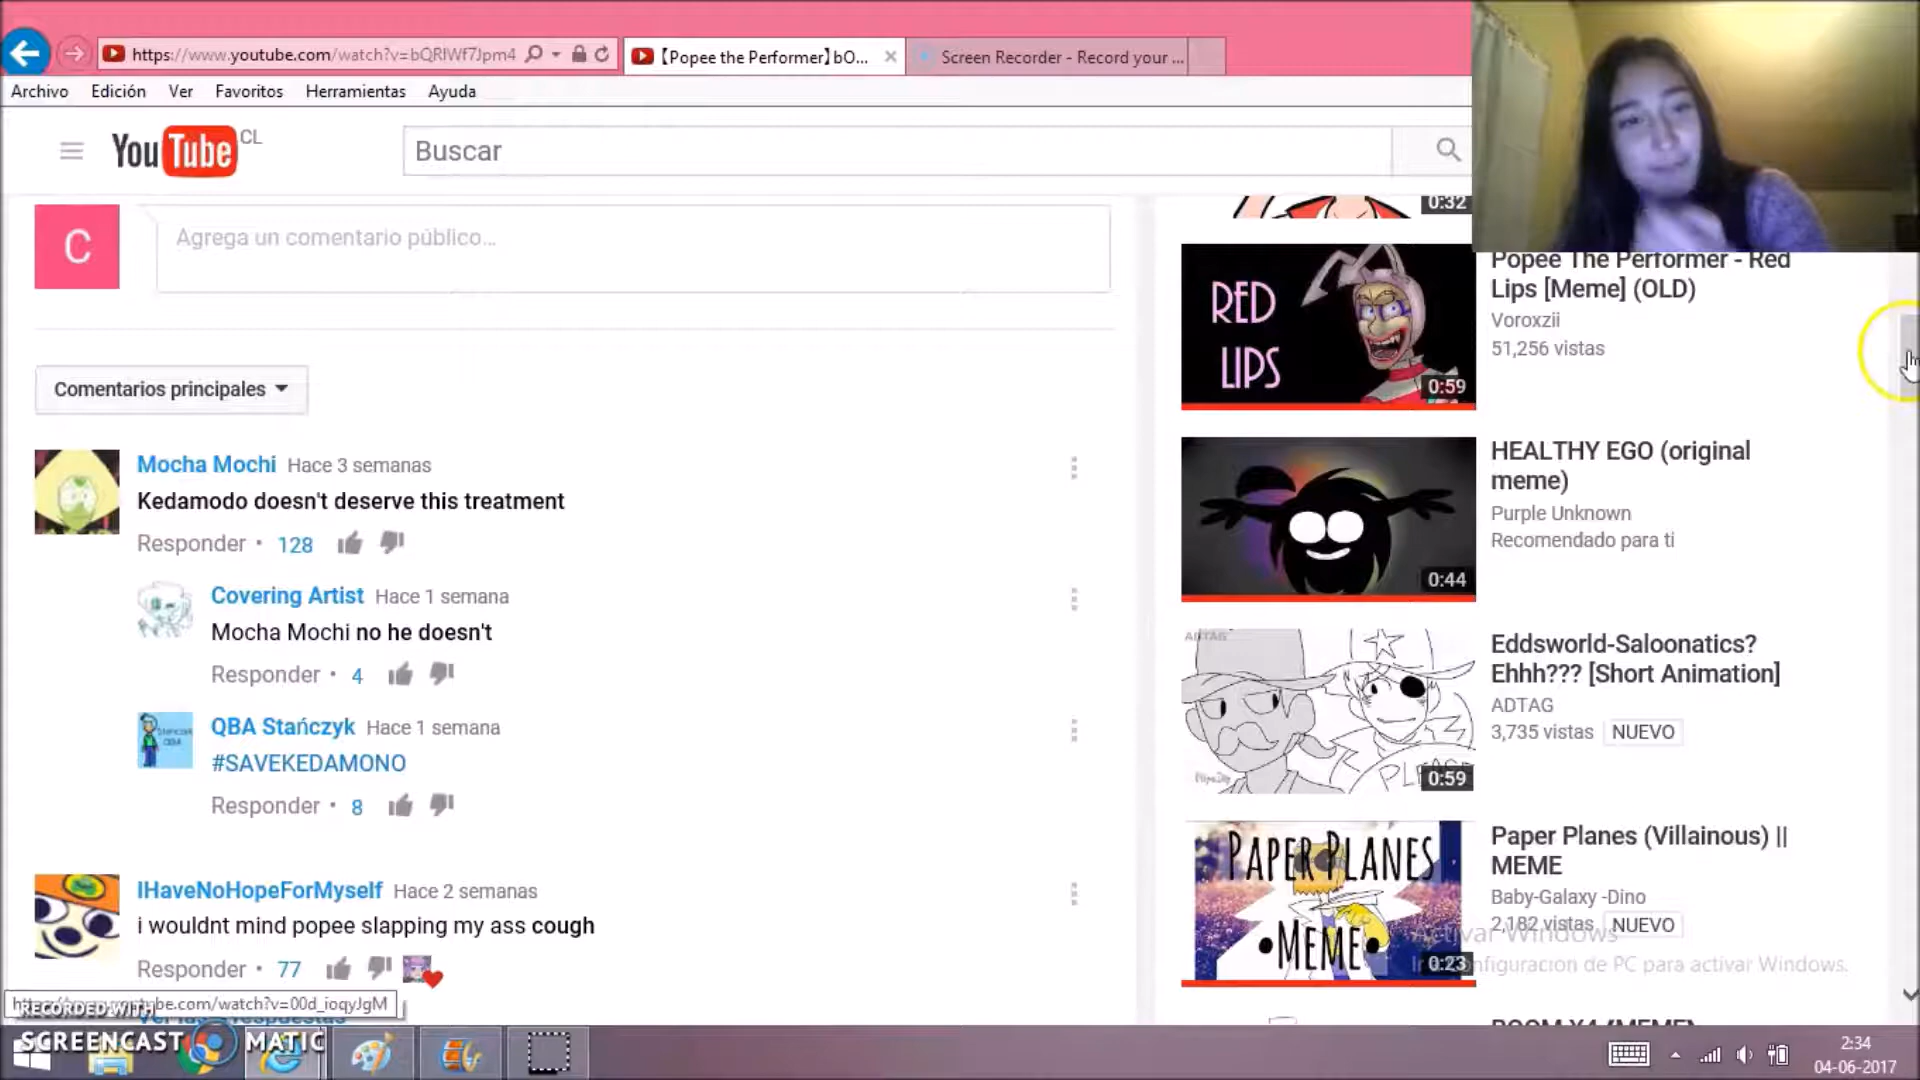 https://www.youtube.com/watch?v=bQRlWf7Jpm4
【Popee the Performer】bO...
Screen Recorder - Record your ...
Archivo Edición Ver Favoritos Herramientas Ayuda
YouTube CL
Buscar
C
Agrega un comentario público...
Comentarios principales
Mocha Mochi Hace 3 semanas
Kedamodo doesn't deserve this treatment
Responder • 128
Covering Artist Hace 1 semana
Mocha Mochi no he doesn't
Responder • 4
QBA Stańczyk Hace 1 semana
#SAVEKEDAMONO
Responder • 8
IHaveNoHopeForMyself Hace 2 semanas
i wouldnt mind popee slapping my ass cough
Responder • 77
0:32
RED
LIPS
0:59
Popee The Performer - Red
Lips [Meme] (OLD)
Voroxzii
51,256 vistas
0:44
HEALTHY EGO (original
meme)
Purple Unknown
Recomendado para ti
ADTAG
0:59
Eddsworld-Saloonatics?
Ehhh??? [Short Animation]
ADTAG
3,735 vistas NUEVO
PAPER PLANES
•MEME•
0:23
Paper Planes (Villainous) ||
MEME
Baby-Galaxy -Dino
2,182 vistas NUEVO
Activar Windows
configuración de PC para activar Windows.
be.com/watch?v=00d_ioqyJgM
RECORDED WITH
SCREENCAST MATIC
2:34
04-06-2017